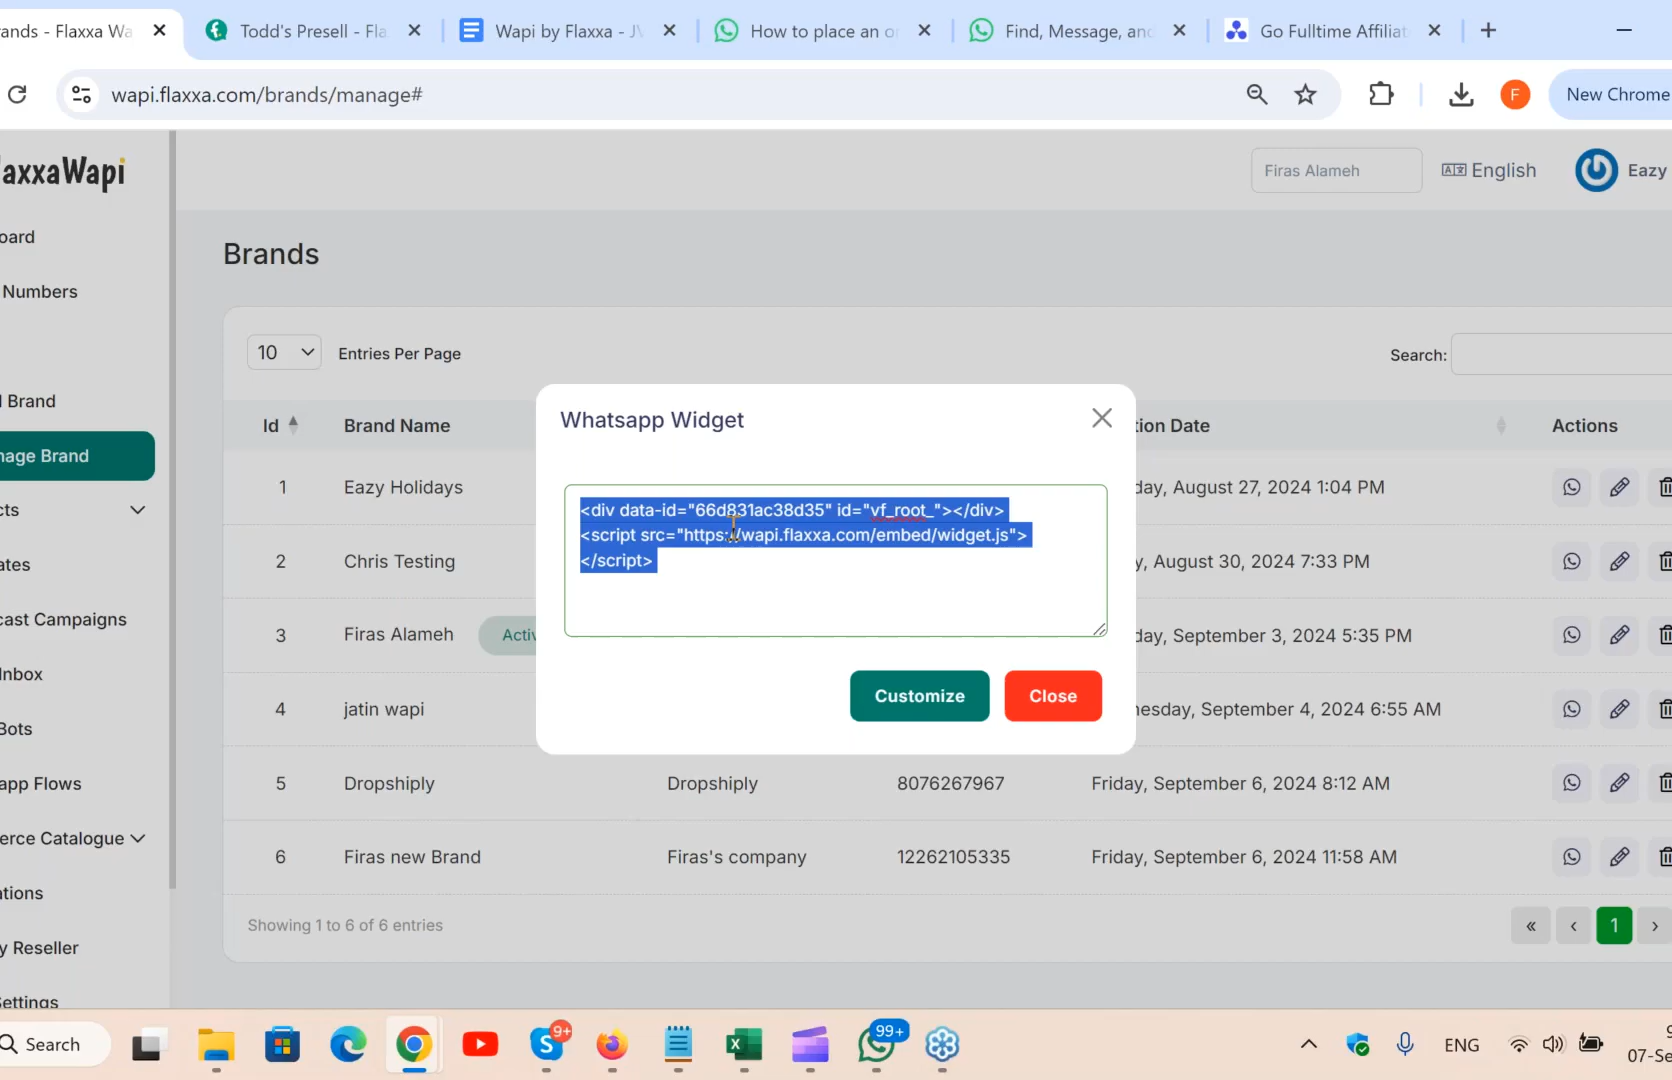 ands - Flaxxa Wa
Todd's Presell - Fla
Wapi by Flaxxa - JV
How to place an or
Find, Message, and
Go Fulltime Affiliat
wapi.flaxxa.com/brands/manage#
F
New Chrome
laxxaWapi
Firas Alameh
English
Eazy
oard
Numbers
Brand
nage Brand
cts
ates
cast Campaigns
Inbox
Bots
app Flows
erce Catalogue
ations
y Reseller
Settings
Brands
10
Entries Per Page
Search:
Id
Brand Name
tion Date
Actions
1
Eazy Holidays
day, August 27, 2024 1:04 PM
2
Chris Testing
y, August 30, 2024 7:33 PM
3
Firas Alameh
Activ
day, September 3, 2024 5:35 PM
4
jatin wapi
nesday, September 4, 2024 6:55 AM
5
Dropshiply
Dropshiply
8076267967
Friday, September 6, 2024 8:12 AM
6
Firas new Brand
Firas's company
12262105335
Friday, September 6, 2024 11:58 AM
Whatsapp Widget
<div data-id="66d831ac38d35" id="vf_root_"></div>
<script src="https://wapi.flaxxa.com/embed/widget.js">
</script>
Customize
Close
Showing 1 to 6 of 6 entries
«
‹
1
›
Search
9+
99+
ENG
07-Se